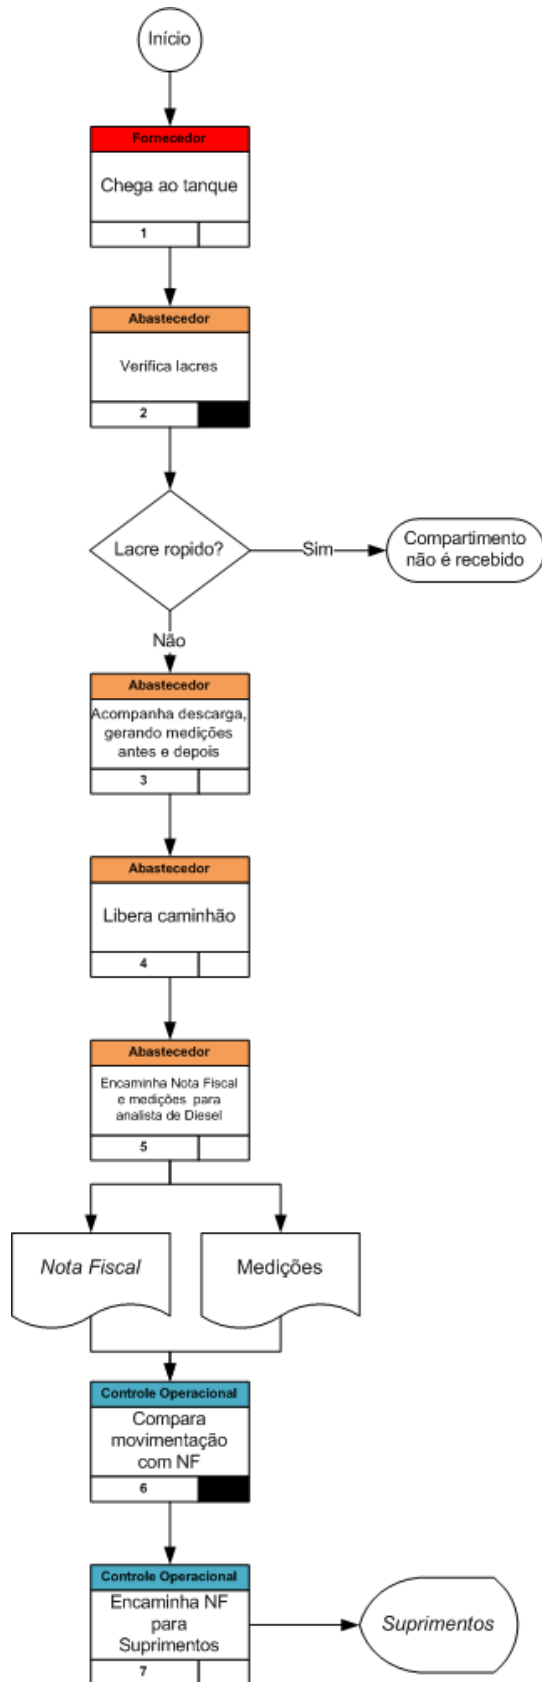 Início
Fornecedor
Chega ao tanque
1
Abastecedor
Verifica lacres
2
Lacre ropido?
Sim
Compartimento
não é recebido
Não
Abastecedor
Acompanha descarga,
gerando medições
antes e depois
3
Abastecedor
Libera caminhão
4
Abastecedor
Encaminha Nota Fiscal
e medições para
analista de Diesel
5
Nota Fiscal
Medições
Controle Operacional
Compara
movimentação
com NF
6
Controle Operacional
Encaminha NF
para
Suprimentos
7
Suprimentos